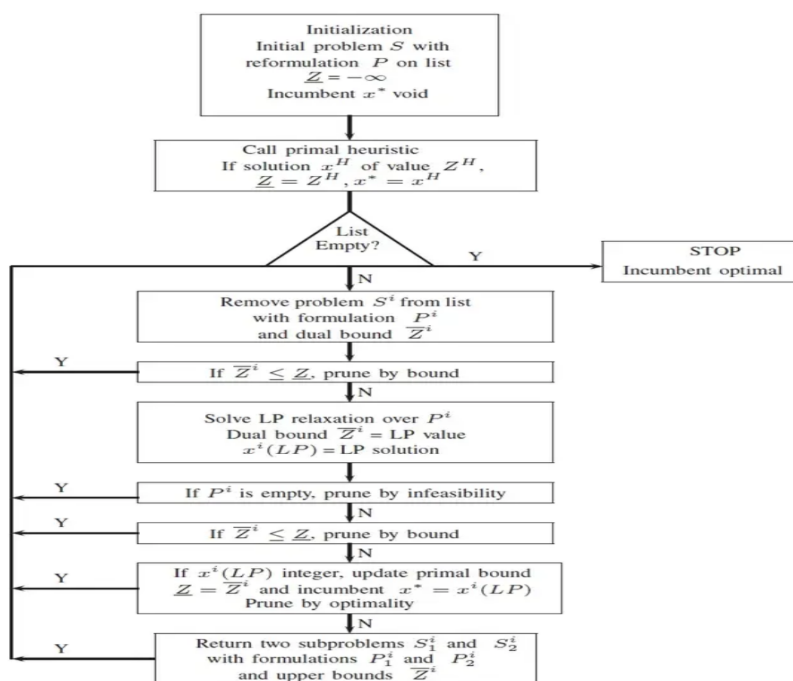 Initialization
Initial problem S with
reformulation P on list
Z̲ = −∞
Incumbent x* void
Call primal heuristic
If solution x^H of value Z^H,
Z̲ = Z^H, x* = x^H
List
Empty?
Y
STOP
Incumbent optimal
N
Remove problem S^i from list
with formulation P^i
and dual bound Z̅^i
Y
If Z̅^i ≤ Z̲, prune by bound
N
Solve LP relaxation over P^i
Dual bound Z̅^i = LP value
x^i(LP) = LP solution
Y
If P^i is empty, prune by infeasibility
N
Y
If Z̅^i ≤ Z̲, prune by bound
N
Y
If x^i(LP) integer, update primal bound
Z̲ = Z̅^i and incumbent x* = x^i(LP)
Prune by optimality
N
Y
Return two subproblems S^i_1 and S^i_2
with formulations P^i_1 and P^i_2
and upper bounds Z̅^i